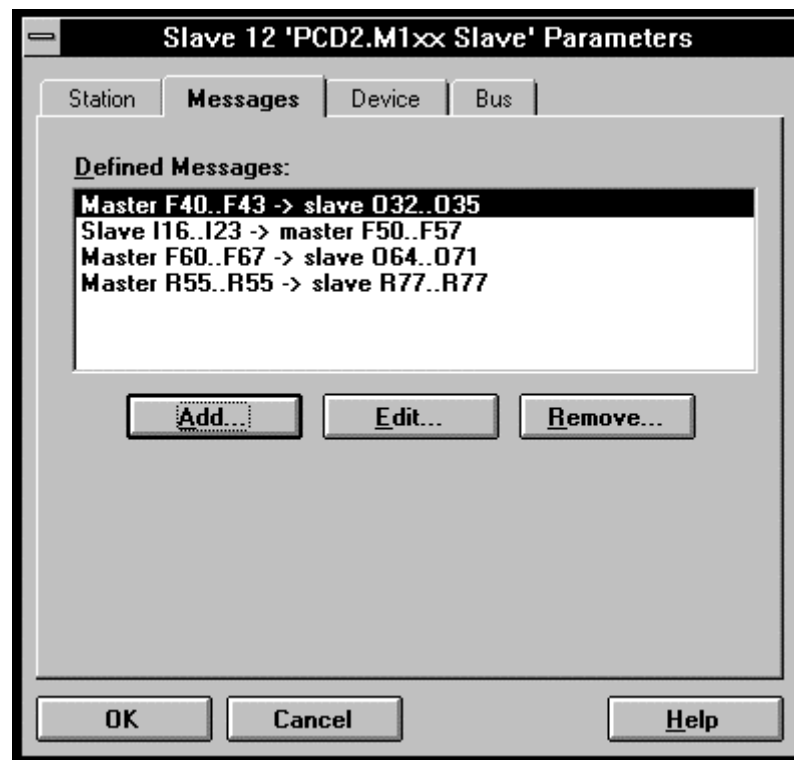 Slave 12 'PCD2.M1xx Slave' Parameters
Station Messages Device Bus
Defined Messages:
Master F40..F43 -> slave O32..O35
Slave I16..I23 -> master F50..F57
Master F60..F67 -> slave O64..O71
Master R55..R55 -> slave R77..R77
Add... Edit... Remove...
OK Cancel Help